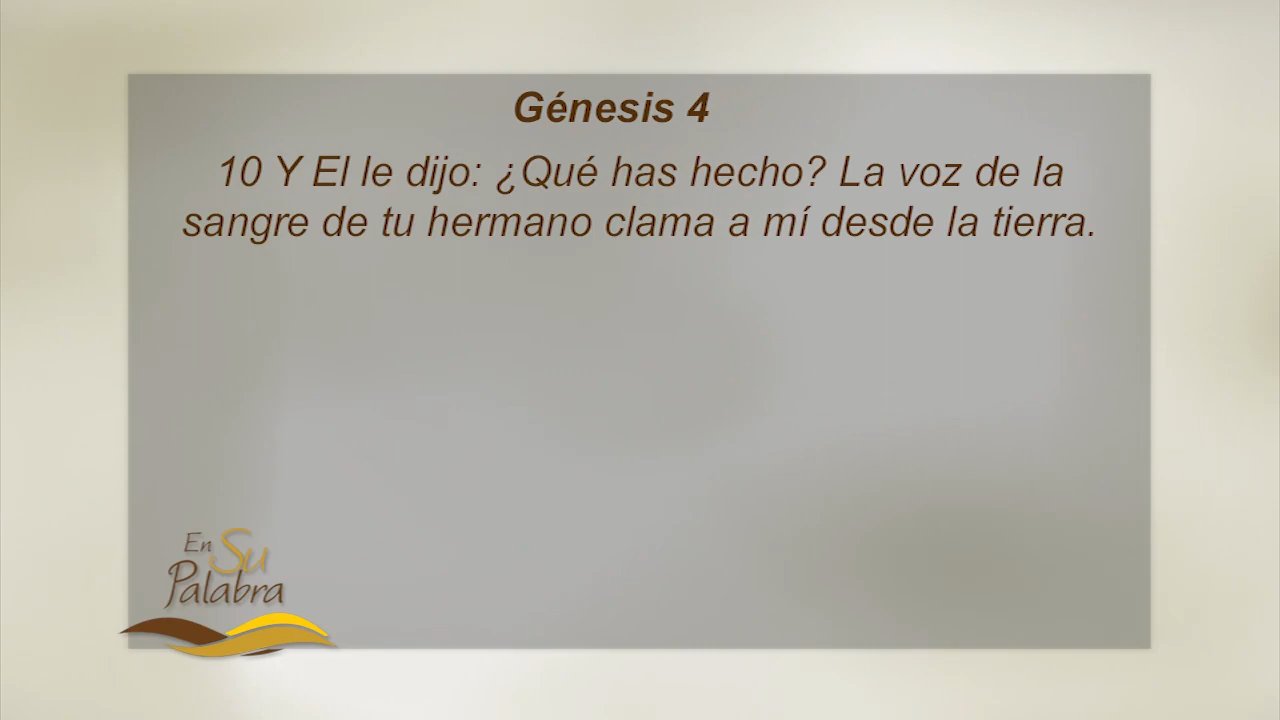 Génesis 4
10 Y El le dijo: ¿Qué has hecho? La voz de la
sangre de tu hermano clama a mí desde la tierra.
En Su
Palabra